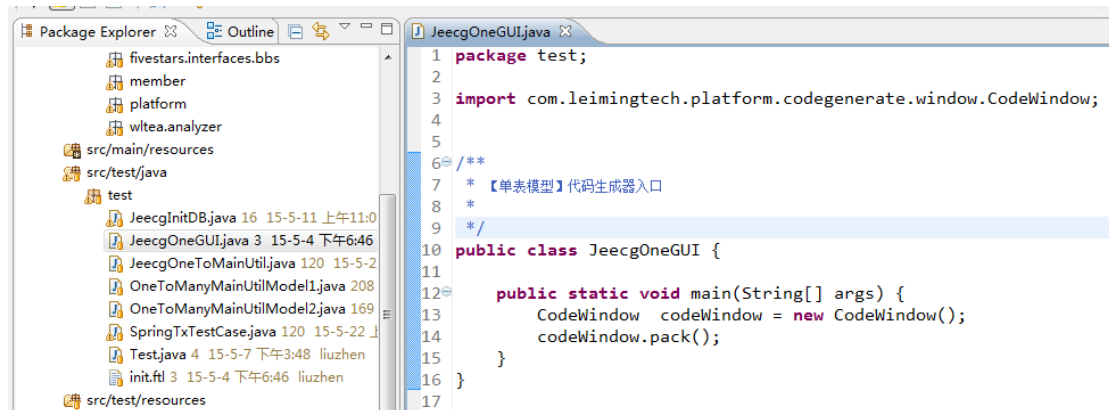 Package Explorer Outline
fivestars.interfaces.bbs
member
platform
wltea.analyzer
src/main/resources
src/test/java
test
JeecgInitDB.java 16 15-5-11 上午11:0
JeecgOneGUI.java 3 15-5-4 下午6:46
JeecgOneToMainUtil.java 120 15-5-2
OneToManyMainUtilModel1.java 208
OneToManyMainUtilModel2.java 169
SpringTxTestCase.java 120 15-5-22
Test.java 4 15-5-7 下午3:48 liuzhen
init.ftl 3 15-5-4 下午6:46 liuzhen
src/test/resources
JeecgOneGUI.java
1 package test;
2
3 import com.leimingtech.platform.codegenerate.window.CodeWindow;
4
5
6 /**
7 * 【单表模型】代码生成器入口
8 *
9 */
10 public class JeecgOneGUI {
11
12 public static void main(String[] args) {
13 CodeWindow codeWindow = new CodeWindow();
14 codeWindow.pack();
15 }
16 }
17